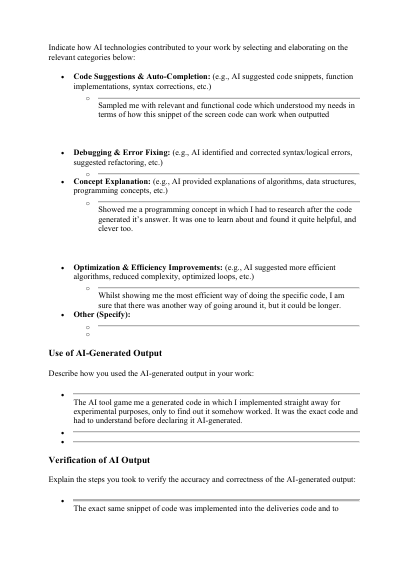 Indicate how AI technologies contributed to your work by selecting and elaborating on the
relevant categories below:
• Code Suggestions & Auto-Completion: (e.g., AI suggested code snippets, function
implementations, syntax corrections, etc.)
Sampled me with relevant and functional code which understood my needs in
terms of how this snippet of the screen code can work when outputted
• Debugging & Error Fixing: (e.g., AI identified and corrected syntax/logical errors,
suggested refactoring, etc.)
• Concept Explanation: (e.g., AI provided explanations of algorithms, data structures,
programming concepts, etc.)
Showed me a programming concept in which I had to research after the code
generated it's answer. It was one to learn about and found it quite helpful, and
clever too.
• Optimization & Efficiency Improvements: (e.g., AI suggested more efficient
algorithms, reduced complexity, optimized loops, etc.)
Whilst showing me the most efficient way of doing the specific code, I am
sure that there was another way of going around it, but it could be longer.
• Other (Specify):
Use of AI-Generated Output
Describe how you used the AI-generated output in your work:
The AI tool game me a generated code in which I implemented straight away for
experimental purposes, only to find out it somehow worked. It was the exact code and
had to understand before declaring it AI-generated.
Verification of AI Output
Explain the steps you took to verify the accuracy and correctness of the AI-generated output:
The exact same snippet of code was implemented into the deliveries code and to